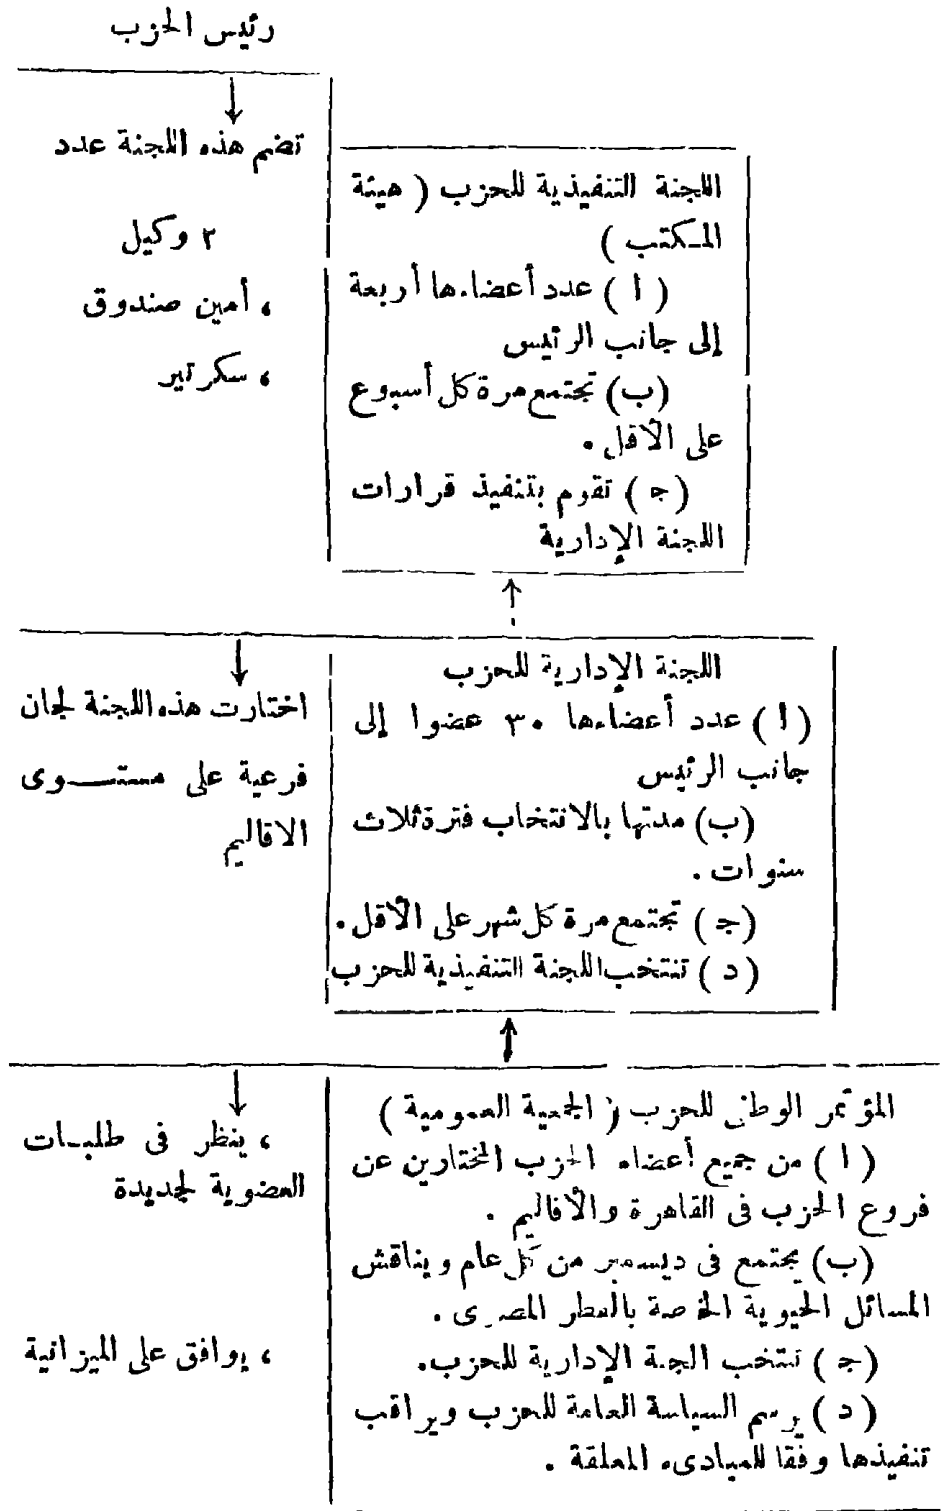 رئيس الحزب
اللجنة التنفيذية للحزب ( هيئة
المكتب )
( ا ) عدد أعضاءها أربعة
إلى جانب الرئيس
(ب) تجتمع مرة كل أسبوع
على الأقل .
(ج) تقوم بتنفيذ قرارات
اللجنة الإدارية
تضم هذه اللجنة عدد
٢ وكيل
، أمين صندوق
، سكرتير
اللجنة الإدارية للحزب
( ا ) عدد أعضاءها ٣٠ عضوا إلى
جانب الرئيس
(ب) مدتها بالانتخاب فترة ثلاث
سنوات .
(ج) تجتمع مرة كل شهر على الأقل .
( د ) تنتخب اللجنة التنفيذية للحزب
اختارت هذه اللجنة لجان
فرعية على مستوى
الاقاليم
المؤتمر الوطنى للحزب ( الجمعية العمومية )
( ا ) من جميع أعضاء الحزب المختارين عن
فروع الحزب فى القاهرة والأقاليم .
(ب) يجتمع فى ديسمبر من كل عام ويناقش
المسائل الحيوية الخاصة بالقطر المصرى .
(ج) تنتخب اللجنة الإدارية للحزب .
( د ) يرسم السياسة العامة للحزب ويراقب
تنفيذها وفقا للمبادىء المعلقة .
، ينظر فى طلبات
العضوية لجديدة
، يوافق على الميزانية